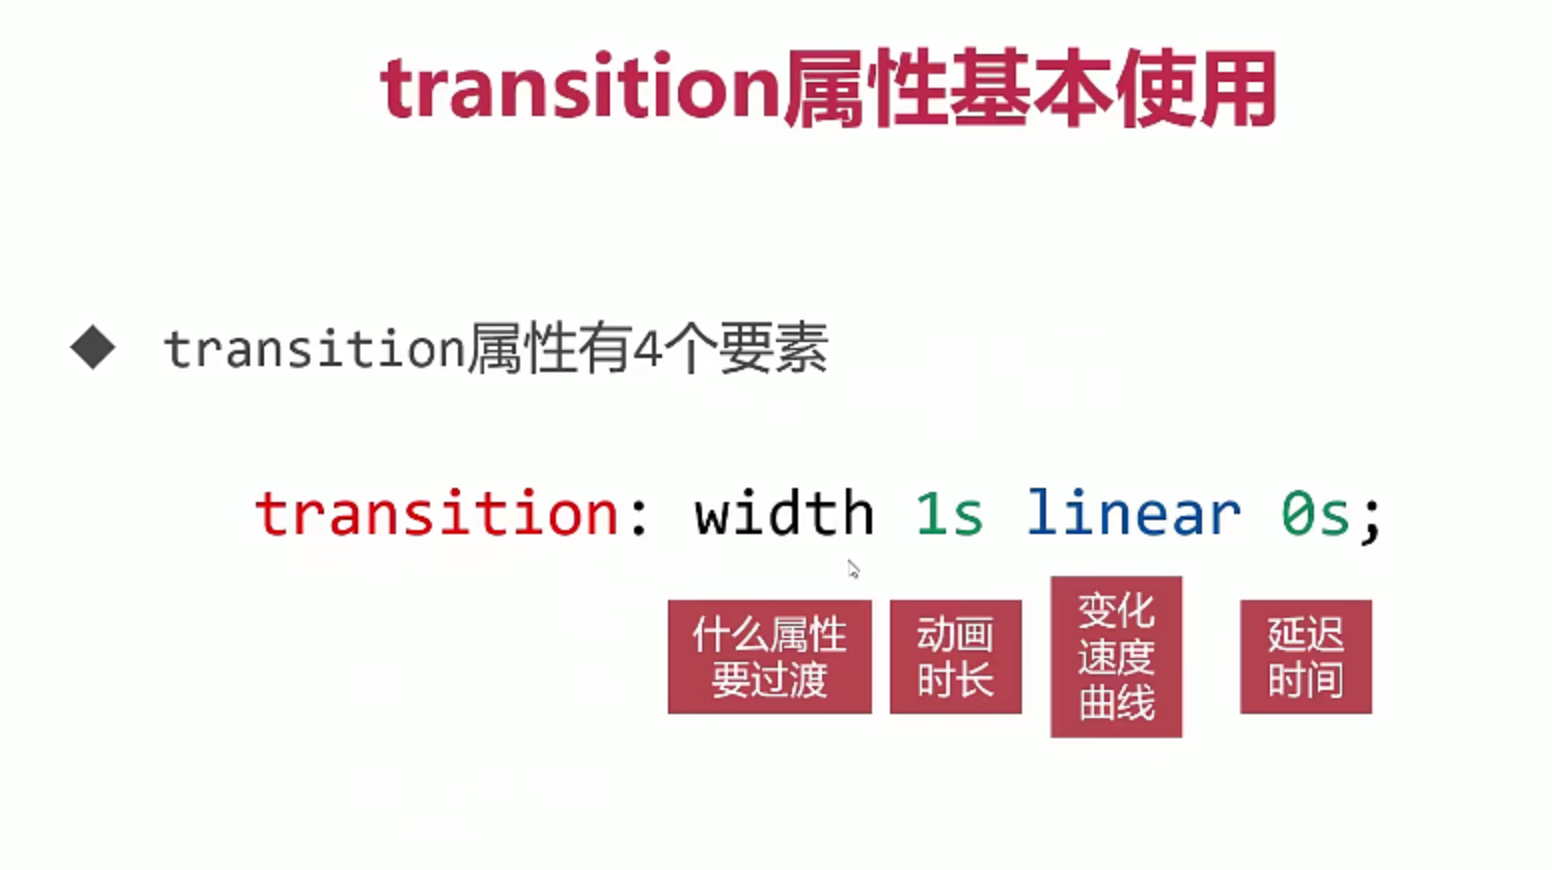 transition属性基本使用
transition属性有4个要素
transition: width 1s linear 0s;
什么属性
要过渡
动画
时长
变化
速度
曲线
延迟
时间